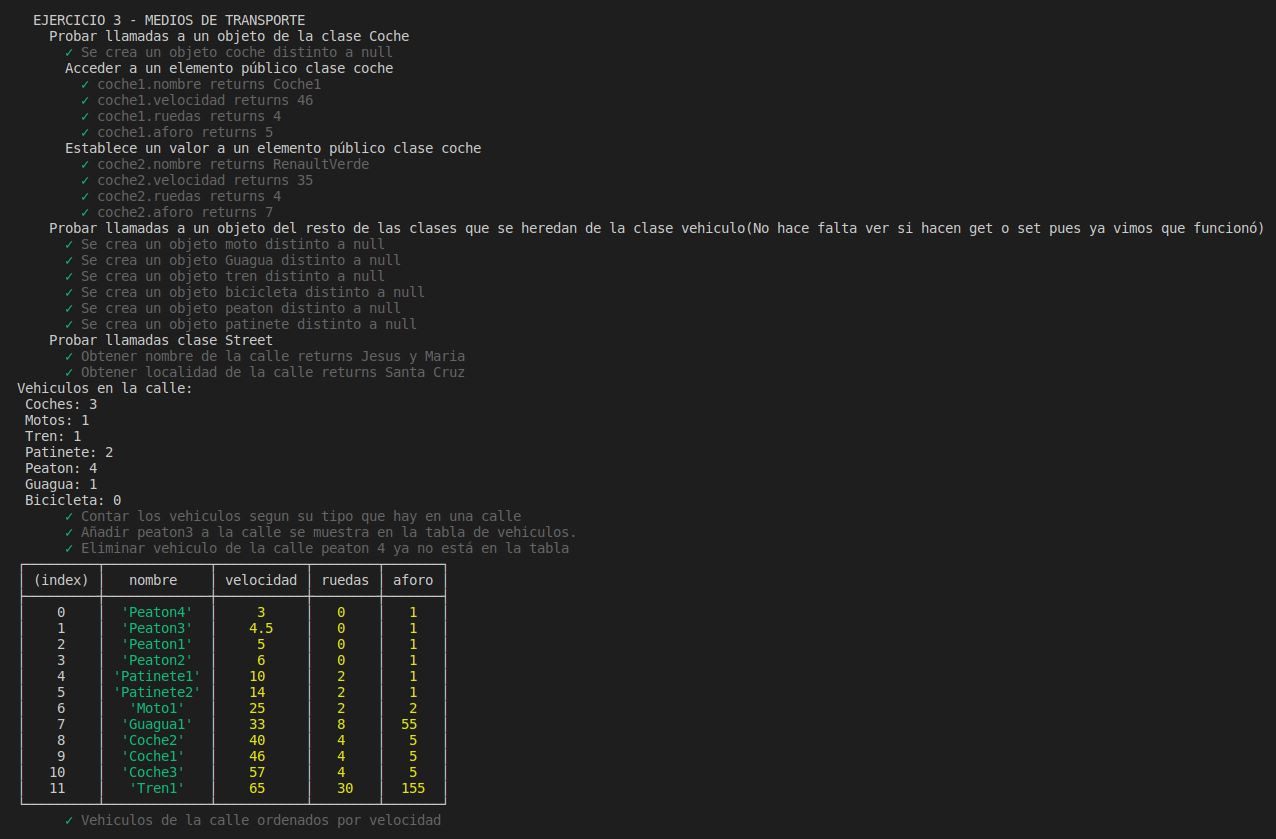 EJERCICIO 3 - MEDIOS DE TRANSPORTE
Probar llamadas a un objeto de la clase Coche
✓ Se crea un objeto coche distinto a null
Acceder a un elemento público clase coche
✓ coche1.nombre returns Coche1
✓ coche1.velocidad returns 46
✓ coche1.ruedas returns 4
✓ coche1.aforo returns 5
Establece un valor a un elemento público clase coche
✓ coche2.nombre returns RenaultVerde
✓ coche2.velocidad returns 35
✓ coche2.ruedas returns 4
✓ coche2.aforo returns 7
Probar llamadas a un objeto del resto de las clases que se heredan de la clase vehiculo(No hace falta ver si hacen get o set pues ya vimos que funcionó)
✓ Se crea un objeto moto distinto a null
✓ Se crea un objeto Guagua distinto a null
✓ Se crea un objeto tren distinto a null
✓ Se crea un objeto bicicleta distinto a null
✓ Se crea un objeto peaton distinto a null
✓ Se crea un objeto patinete distinto a null
Probar llamadas clase Street
✓ Obtener nombre de la calle returns Jesus y Maria
✓ Obtener localidad de la calle returns Santa Cruz
Vehiculos en la calle:
Coches: 3
Motos: 1
Tren: 1
Patinete: 2
Peaton: 4
Guagua: 1
Bicicleta: 0
✓ Contar los vehiculos segun su tipo que hay en una calle
✓ Añadir peaton3 a la calle se muestra en la tabla de vehiculos.
✓ Eliminar vehiculo de la calle peaton 4 ya no está en la tabla
(index) nombre velocidad ruedas aforo
0 'Peaton4' 3 0 1
1 'Peaton3' 4.5 0 1
2 'Peaton1' 5 0 1
3 'Peaton2' 6 0 1
4 'Patinete1' 10 2 1
5 'Patinete2' 14 2 1
6 'Moto1' 25 2 2
7 'Guagua1' 33 8 55
8 'Coche2' 40 4 5
9 'Coche1' 46 4 5
10 'Coche3' 57 4 5
11 'Tren1' 65 30 155
✓ Vehiculos de la calle ordenados por velocidad